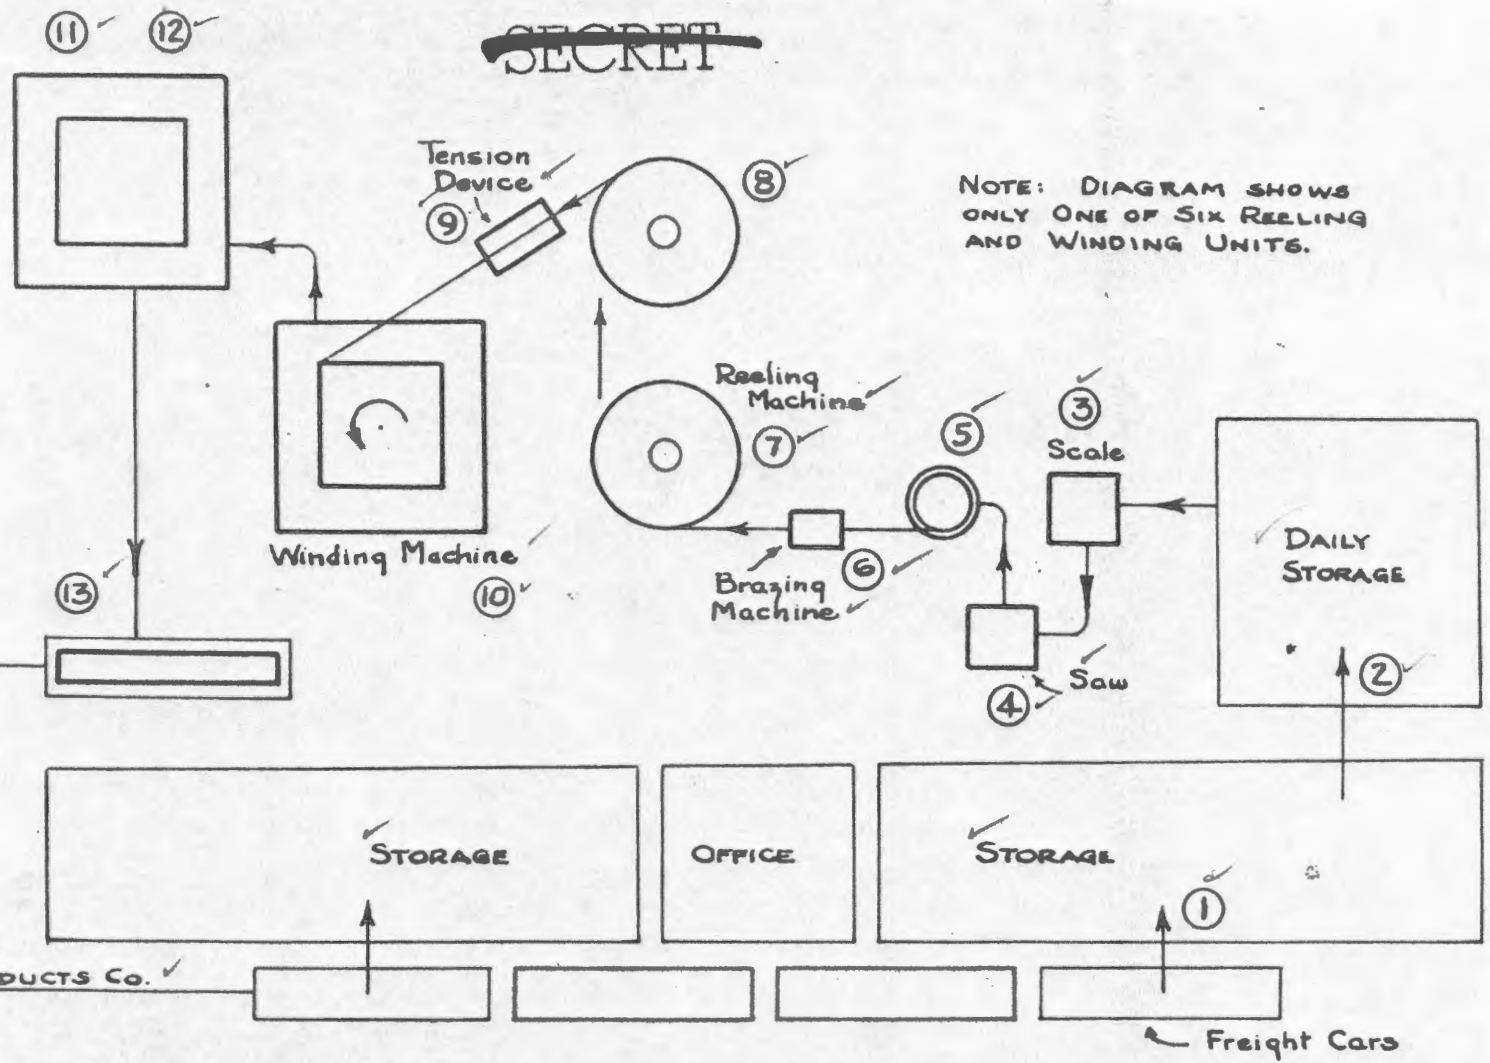 ⑪ ⑫
SECRET
Tension
Device
⑨
⑧
NOTE: DIAGRAM SHOWS
ONLY ONE OF SIX REELING
AND WINDING UNITS.
Reeling
Machine
⑦
⑤
③
Scale
DAILY
STORAGE
Winding Machine
⑩
⑬
Brazing
Machine
⑥
Saw
④
②
STORAGE
OFFICE
STORAGE
①
DUCTS CO.
Freight Cars